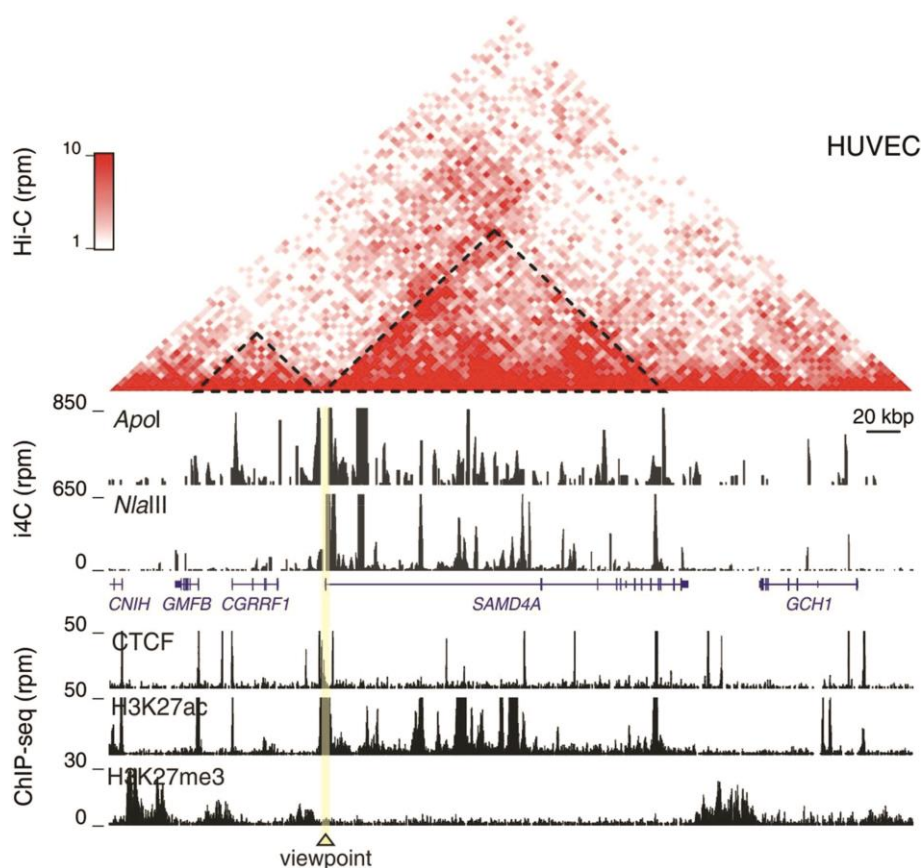 HUVEC
Hi-C (rpm)
10
1
20 kbp
i4C (rpm)
850
ApoI
650
NlaIII
0
CNIH GMFB CGRRF1 SAMD4A GCH1
ChIP-seq (rpm)
50
CTCF
50
H3K27ac
30
H3K27me3
0
viewpoint